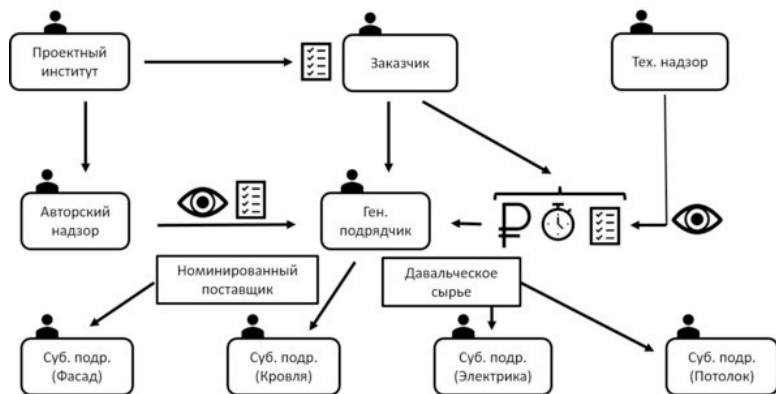 Проектный
институт
Заказчик
Тех. надзор
Авторский
надзор
Ген.
подрядчик
Номинированный
поставщик
Давальческое
сырье
Суб. подр.
(Фасад)
Суб. подр.
(Кровля)
Суб. подр.
(Электрика)
Суб. подр.
(Потолок)